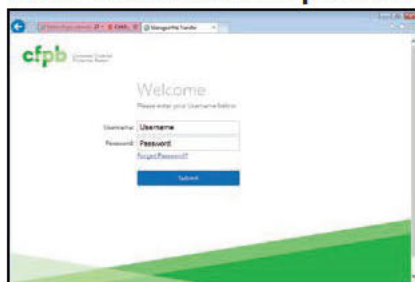 Managed File Transfer
cfpb Consumer Financial
Protection Bureau
Welcome
Please enter your Username below
Username: Username
Password: Password
Forgot Password?
Submit